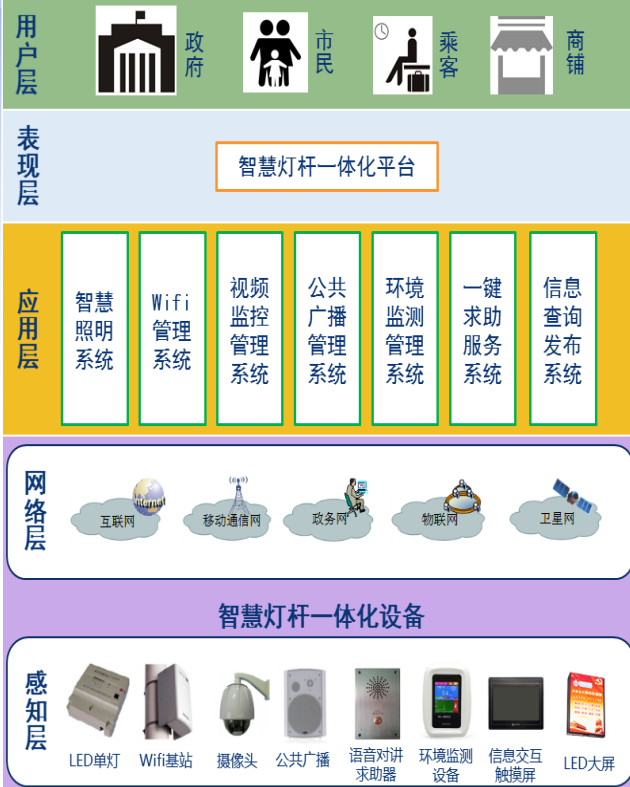 用户层
政府
市民
乘客
商铺
表现层
智慧灯杆一体化平台
应用层
智慧
照明
系统
Wifi
管理
系统
视频
监控
管理
系统
公共
广播
管理
系统
环境
监测
管理
系统
一键
求助
服务
系统
信息
查询
发布
系统
网络层
互联网
移动通信网
政务网
物联网
卫星网
智慧灯杆一体化设备
感知层
LED单灯
Wifi基站
摄像头
公共广播
语音对讲
求助器
环境监测
设备
信息交互
触摸屏
LED大屏